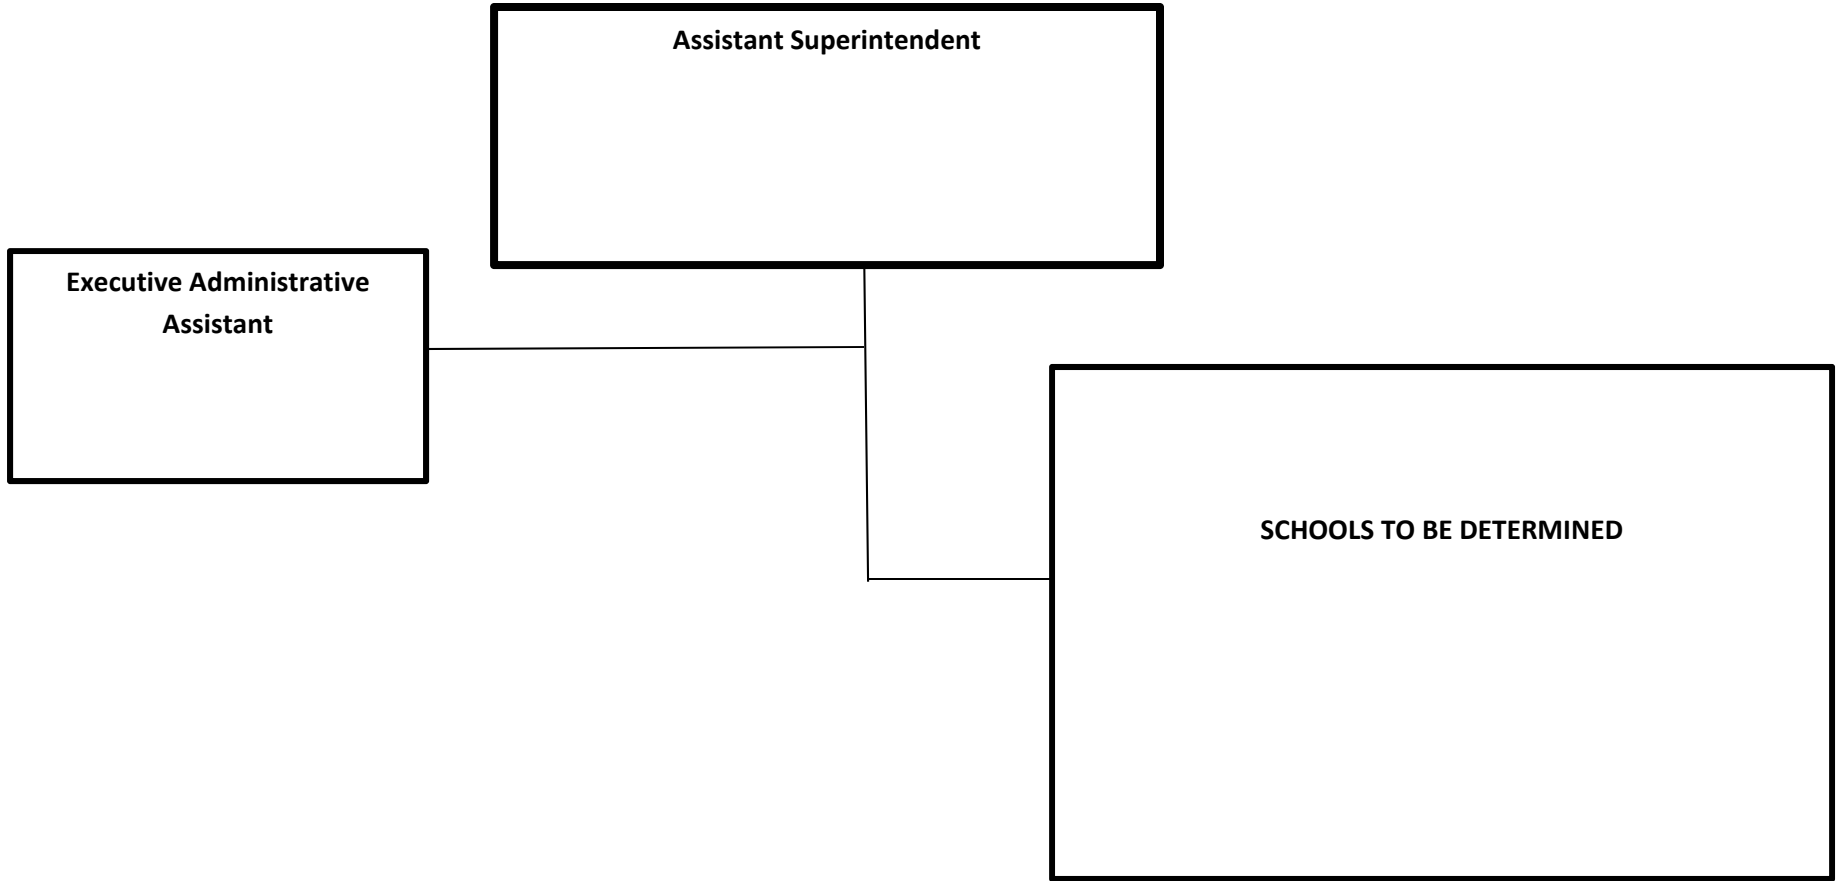 Assistant Superintendent
Executive Administrative
Assistant
SCHOOLS TO BE DETERMINED